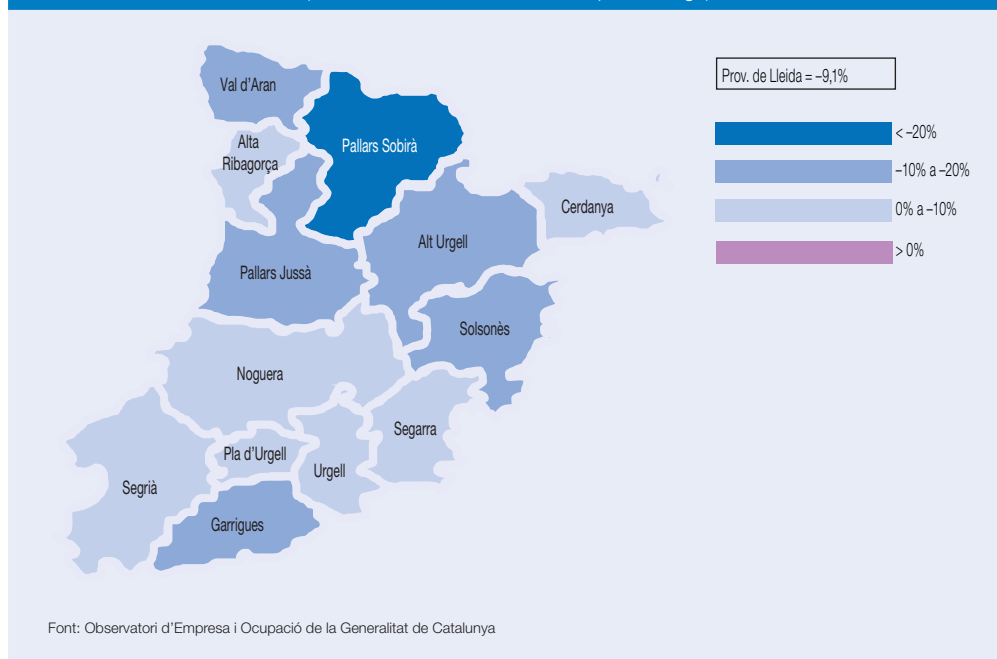 Val d'Aran
Pallars Sobirà
Alta
Ribagorça
Cerdanya
Alt Urgell
Pallars Jussà
Solsonès
Noguera
Segarra
Pla d'Urgell
Urgell
Segrià
Garrigues
Prov. de Lleida = –9,1%
< –20%
–10% a –20%
0% a –10%
> 0%
Font: Observatori d'Empresa i Ocupació de la Generalitat de Catalunya